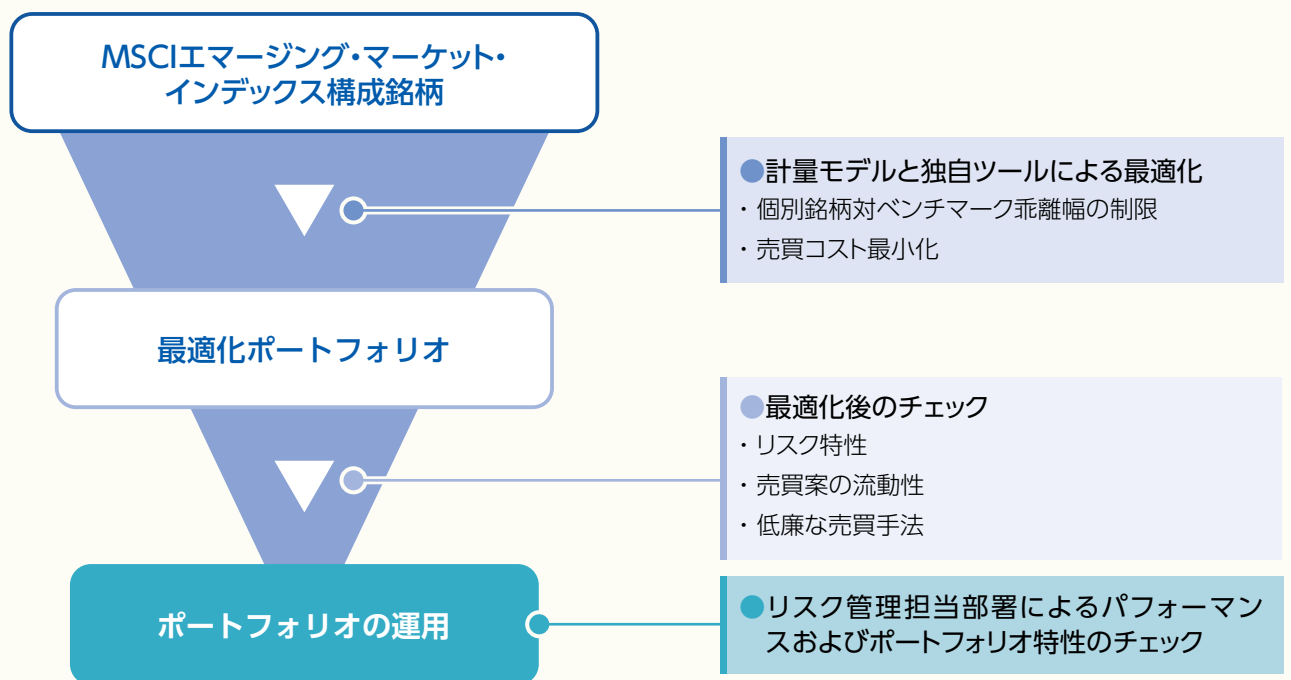 MSCIエマージング・マーケット・
インデックス構成銘柄
●計量モデルと独自ツールによる最適化
・個別銘柄対ベンチマーク乖離幅の制限
・売買コスト最小化
最適化ポートフォリオ
●最適化後のチェック
・リスク特性
・売買案の流動性
・低廉な売買手法
ポートフォリオの運用
●リスク管理担当部署によるパフォーマン
スおよびポートフォリオ特性のチェック